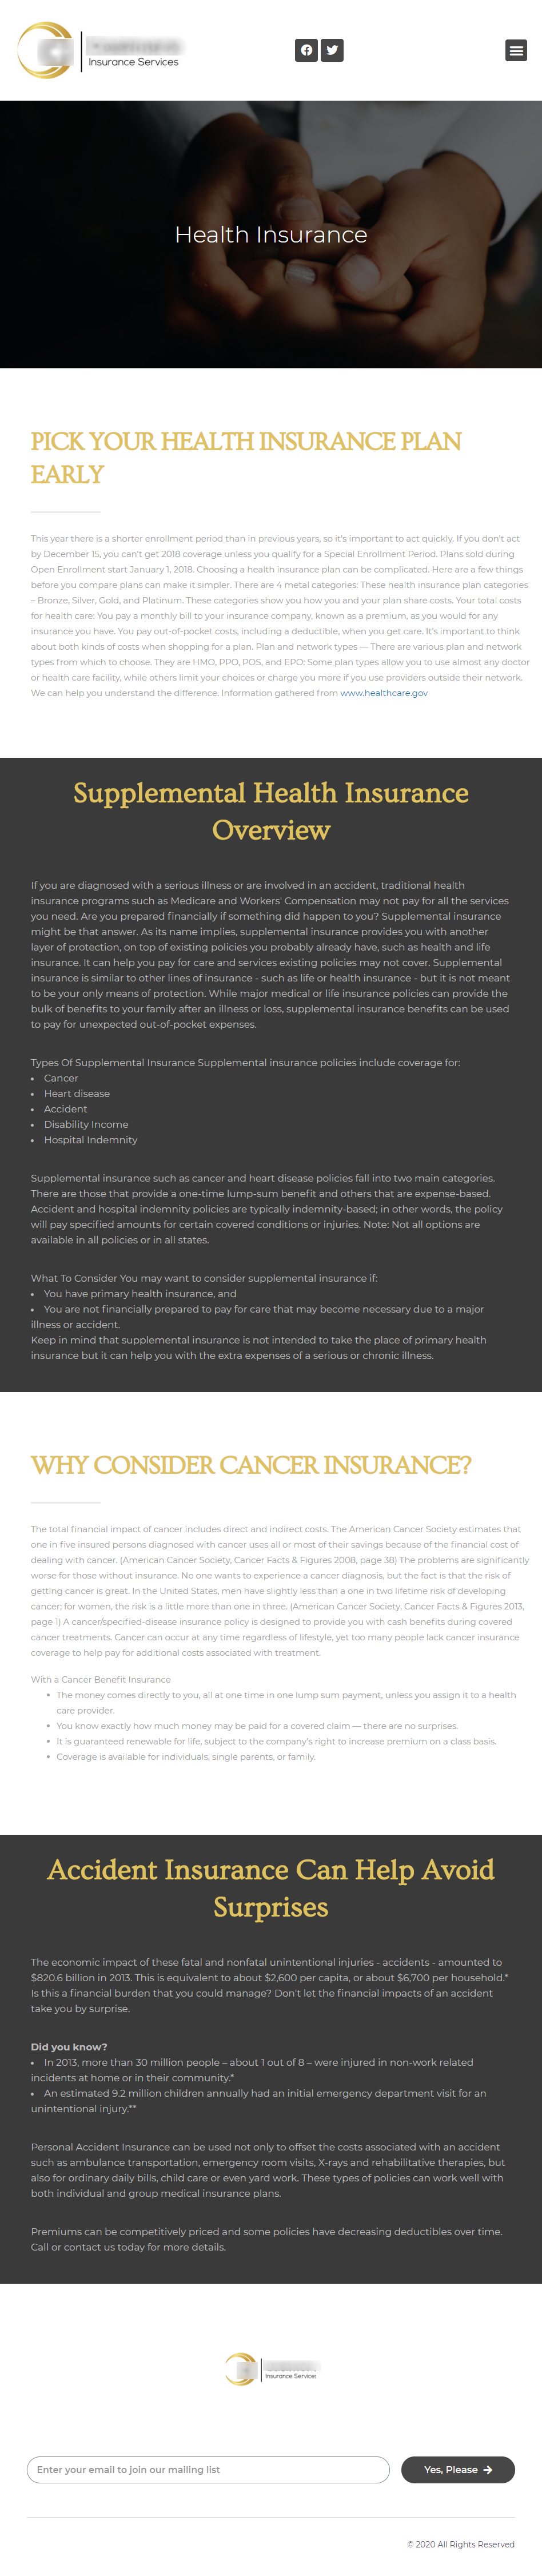 Insurance Services
Health Insurance
PICK YOUR HEALTH INSURANCE PLAN
EARLY
This year there is a shorter enrollment period than in previous years, so it's important to act quickly. If you don't act
by December 15, you can't get 2018 coverage unless you qualify for a Special Enrollment Period. Plans sold during
Open Enrollment start January 1, 2018. Choosing a health insurance plan can be complicated. Here are a few things
before you compare plans can make it simpler. There are 4 metal categories: These health insurance plan categories
– Bronze, Silver, Gold, and Platinum. These categories show you how you and your plan share costs. Your total costs
for health care: You pay a monthly bill to your insurance company, known as a premium, as you would for any
insurance you have. You pay out-of-pocket costs, including a deductible, when you get care. It's important to think
about both kinds of costs when shopping for a plan. Plan and network types — There are various plan and network
types from which to choose. They are HMO, PPO, POS, and EPO: Some plan types allow you to use almost any doctor
or health care facility, while others limit your choices or charge you more if you use providers outside their network.
We can help you understand the difference. Information gathered from www.healthcare.gov
Supplemental Health Insurance
Overview
If you are diagnosed with a serious illness or are involved in an accident, traditional health
insurance programs such as Medicare and Workers' Compensation may not pay for all the services
you need. Are you prepared financially if something did happen to you? Supplemental insurance
might be that answer. As its name implies, supplemental insurance provides you with another
layer of protection, on top of existing policies you probably already have, such as health and life
insurance. It can help you pay for care and services existing policies may not cover. Supplemental
insurance is similar to other lines of insurance - such as life or health insurance - but it is not meant
to be your only means of protection. While major medical or life insurance policies can provide the
bulk of benefits to your family after an illness or loss, supplemental insurance benefits can be used
to pay for unexpected out-of-pocket expenses.
Types Of Supplemental Insurance Supplemental insurance policies include coverage for:
• Cancer
• Heart disease
• Accident
• Disability Income
• Hospital Indemnity
Supplemental insurance such as cancer and heart disease policies fall into two main categories.
There are those that provide a one-time lump-sum benefit and others that are expense-based.
Accident and hospital indemnity policies are typically indemnity-based; in other words, the policy
will pay specified amounts for certain covered conditions or injuries. Note: Not all options are
available in all policies or in all states.
What To Consider You may want to consider supplemental insurance if:
• You have primary health insurance, and
• You are not financially prepared to pay for care that may become necessary due to a major
illness or accident.
Keep in mind that supplemental insurance is not intended to take the place of primary health
insurance but it can help you with the extra expenses of a serious or chronic illness.
WHY CONSIDER CANCER INSURANCE?
The total financial impact of cancer includes direct and indirect costs. The American Cancer Society estimates that
one in five insured persons diagnosed with cancer uses all or most of their savings because of the financial cost of
dealing with cancer. (American Cancer Society, Cancer Facts & Figures 2008, page 38) The problems are significantly
worse for those without insurance. No one wants to experience a cancer diagnosis, but the fact is that the risk of
getting cancer is great. In the United States, men have slightly less than a one in two lifetime risk of developing
cancer; for women, the risk is a little more than one in three. (American Cancer Society, Cancer Facts & Figures 2013,
page 1) A cancer/specified-disease insurance policy is designed to provide you with cash benefits during covered
cancer treatments. Cancer can occur at any time regardless of lifestyle, yet too many people lack cancer insurance
coverage to help pay for additional costs associated with treatment.
With a Cancer Benefit Insurance
• The money comes directly to you, all at one time in one lump sum payment, unless you assign it to a health
care provider.
• You know exactly how much money may be paid for a covered claim — there are no surprises.
• It is guaranteed renewable for life, subject to the company's right to increase premium on a class basis.
• Coverage is available for individuals, single parents, or family.
Accident Insurance Can Help Avoid
Surprises
The economic impact of these fatal and nonfatal unintentional injuries - accidents - amounted to
$820.6 billion in 2013. This is equivalent to about $2,600 per capita, or about $6,700 per household.*
Is this a financial burden that you could manage? Don't let the financial impacts of an accident
take you by surprise.
Did you know?
• In 2013, more than 30 million people – about 1 out of 8 – were injured in non-work related
incidents at home or in their community.*
• An estimated 9.2 million children annually had an initial emergency department visit for an
unintentional injury.**
Personal Accident Insurance can be used not only to offset the costs associated with an accident
such as ambulance transportation, emergency room visits, X-rays and rehabilitative therapies, but
also for ordinary daily bills, child care or even yard work. These types of policies can work well with
both individual and group medical insurance plans.
Premiums can be competitively priced and some policies have decreasing deductibles over time.
Call or contact us today for more details.
Insurance Services
Enter your email to join our mailing list
Yes, Please
© 2020 All Rights Reserved